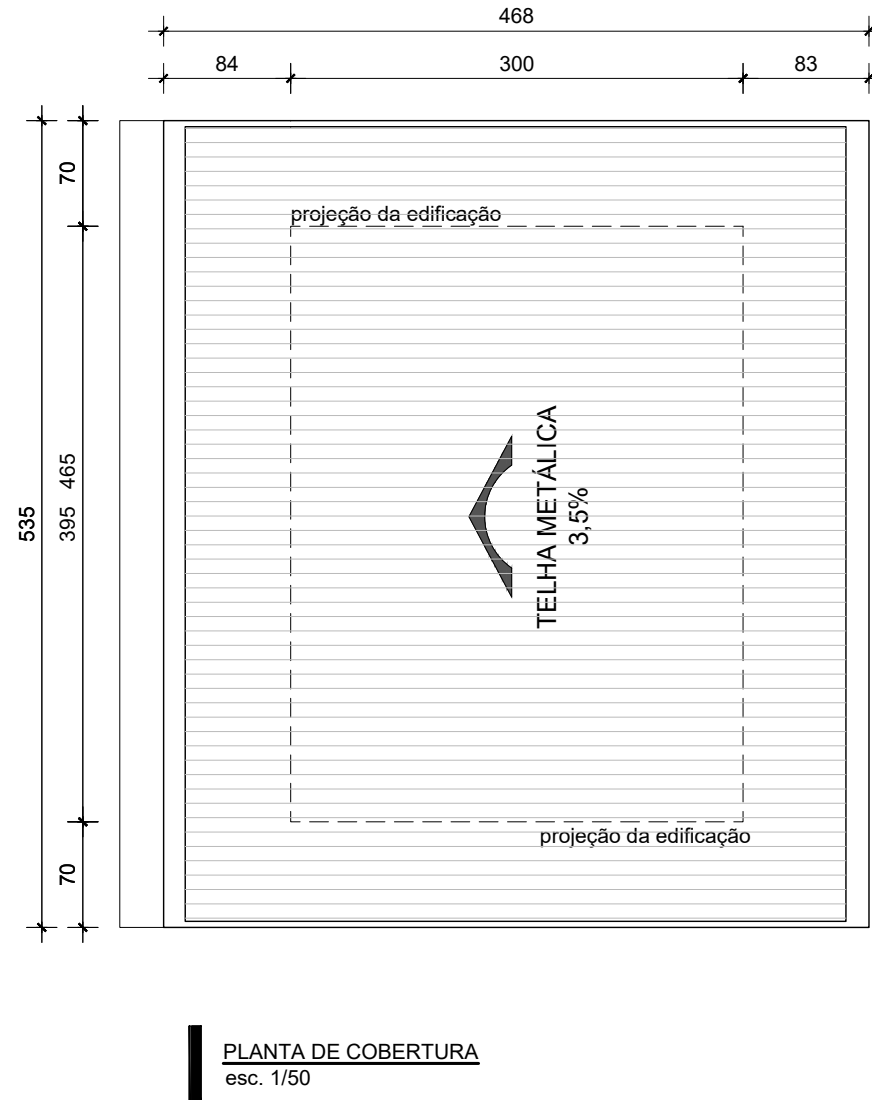 468
84
300
83
70
projeção da edificação
535
395 465
TELHA METÁLICA
3,5%
projeção da edificação
70
PLANTA DE COBERTURA
esc. 1/50